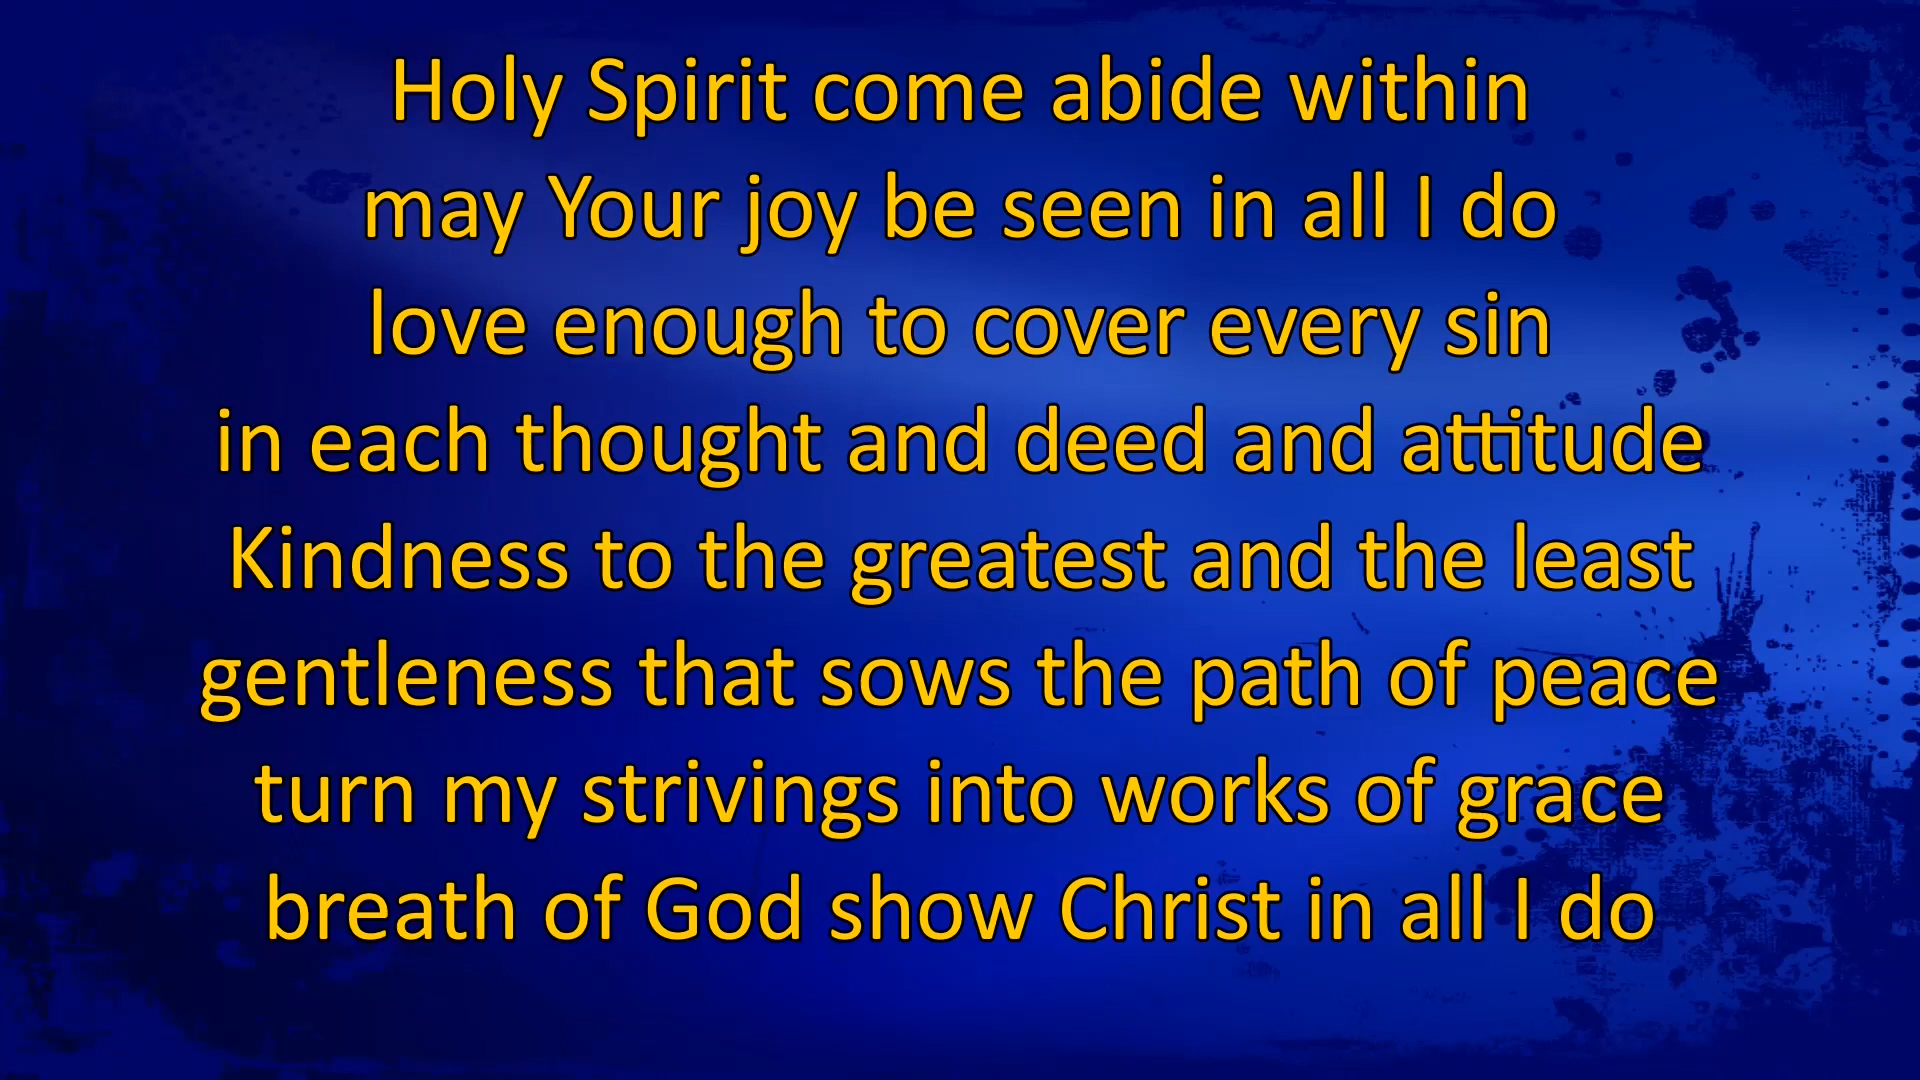 Holy Spirit come abide within
may Your joy be seen in all I do
love enough to cover every sin
in each thought and deed and attitude
Kindness to the greatest and the least
gentleness that sows the path of peace
turn my strivings into works of grace
breath of God show Christ in all I do